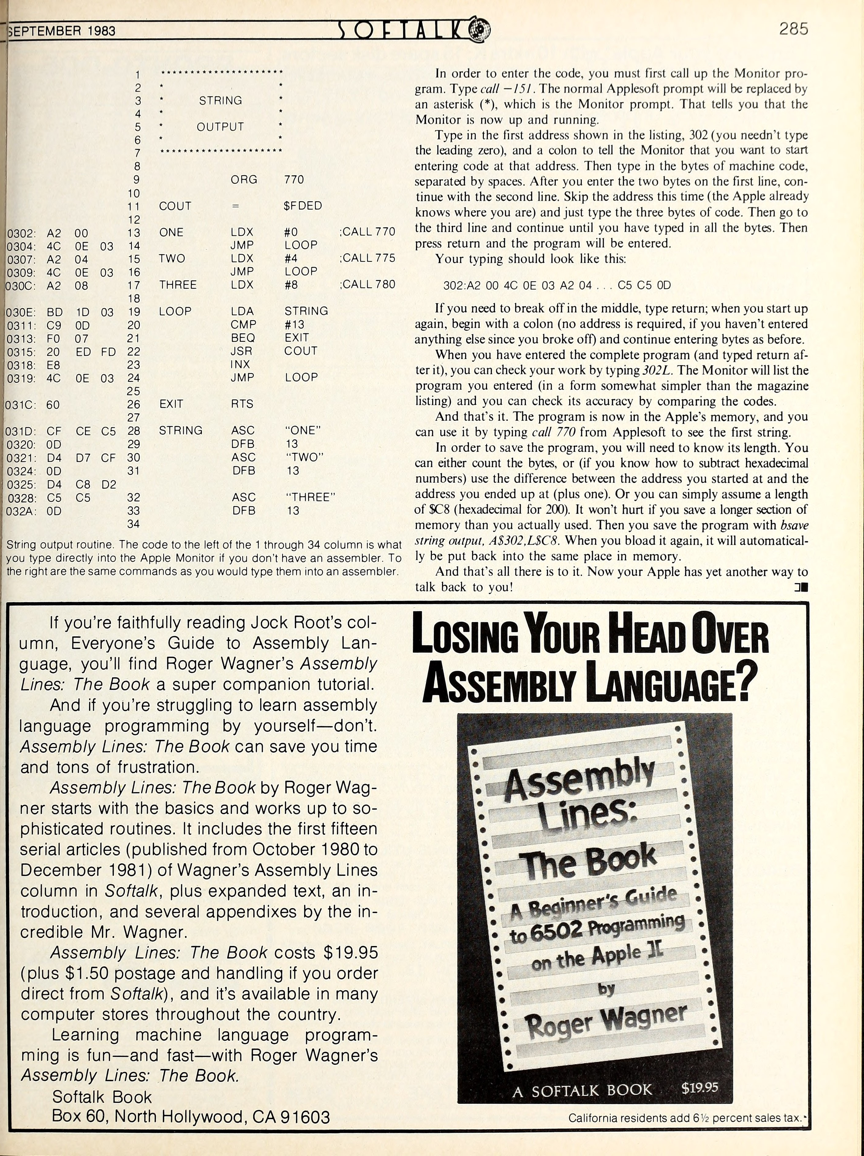 SEPTEMBER 1983
SOFTALK
285
1 *********************
2 * *
3 * STRING *
4 * *
5 * OUTPUT *
6 * *
7 *********************
8
9 ORG 770
10
11 COUT = $FDED
12
0302: A2 00 13 ONE LDX #0 ;CALL 770
0304: 4C 0E 03 14 JMP LOOP
0307: A2 04 15 TWO LDX #4 ;CALL 775
0309: 4C 0E 03 16 JMP LOOP
030C: A2 08 17 THREE LDX #8 ;CALL 780
18
030E: BD 1D 03 19 LOOP LDA STRING
0311: C9 0D 20 CMP #13
0313: F0 07 21 BEQ EXIT
0315: 20 ED FD 22 JSR COUT
0318: E8 23 INX
0319: 4C 0E 03 24 JMP LOOP
25
031C: 60 26 EXIT RTS
27
031D: CF CE C5 28 STRING ASC "ONE"
0320: 0D 29 DFB 13
0321: D4 D7 CF 30 ASC "TWO"
0324: 0D 31 DFB 13
0325: D4 C8 D2
0328: C5 C5 32 ASC "THREE"
032A: 0D 33 DFB 13
34
String output routine. The code to the left of the 1 through 34 column is what
you type directly into the Apple Monitor if you don't have an assembler. To
the right are the same commands as you would type them into an assembler.
In order to enter the code, you must first call up the Monitor pro-
gram. Type call −151. The normal Applesoft prompt will be replaced by
an asterisk (*), which is the Monitor prompt. That tells you that the
Monitor is now up and running.
Type in the first address shown in the listing, 302 (you needn't type
the leading zero), and a colon to tell the Monitor that you want to start
entering code at that address. Then type in the bytes of machine code,
separated by spaces. After you enter the two bytes on the first line, con-
tinue with the second line. Skip the address this time (the Apple already
knows where you are) and just type the three bytes of code. Then go to
the third line and continue until you have typed in all the bytes. Then
press return and the program will be entered.
Your typing should look like this:
302:A2 00 4C 0E 03 A2 04 . . . C5 C5 0D
If you need to break off in the middle, type return; when you start up
again, begin with a colon (no address is required, if you haven't entered
anything else since you broke off) and continue entering bytes as before.
When you have entered the complete program (and typed return af-
ter it), you can check your work by typing 302L. The Monitor will list the
program you entered (in a form somewhat simpler than the magazine
listing) and you can check its accuracy by comparing the codes.
And that's it. The program is now in the Apple's memory, and you
can use it by typing call 770 from Applesoft to see the first string.
In order to save the program, you will need to know its length. You
can either count the bytes, or (if you know how to subtract hexadecimal
numbers) use the difference between the address you started at and the
address you ended up at (plus one). Or you can simply assume a length
of $C8 (hexadecimal for 200). It won't hurt if you save a longer section of
memory than you actually used. Then you save the program with bsave
string output, A$302,L$C8. When you bload it again, it will automatical-
ly be put back into the same place in memory.
And that's all there is to it. Now your Apple has yet another way to
talk back to you!
If you're faithfully reading Jock Root's col-
umn, Everyone's Guide to Assembly Lan-
guage, you'll find Roger Wagner's Assembly
Lines: The Book a super companion tutorial.
And if you're struggling to learn assembly
language programming by yourself—don't.
Assembly Lines: The Book can save you time
and tons of frustration.
Assembly Lines: The Book by Roger Wag-
ner starts with the basics and works up to so-
phisticated routines. It includes the first fifteen
serial articles (published from October 1980 to
December 1981) of Wagner's Assembly Lines
column in Softalk, plus expanded text, an in-
troduction, and several appendixes by the in-
credible Mr. Wagner.
Assembly Lines: The Book costs $19.95
(plus $1.50 postage and handling if you order
direct from Softalk), and it's available in many
computer stores throughout the country.
Learning machine language program-
ming is fun—and fast—with Roger Wagner's
Assembly Lines: The Book.
Softalk Book
Box 60, North Hollywood, CA 91603
LOSING YOUR HEAD OVER
ASSEMBLY LANGUAGE?
Assembly
Lines:
The Book
A Beginner's Guide
to 6502 Programming
on the Apple ][
by
Roger Wagner
A SOFTALK BOOK $19.95
California residents add 6½ percent sales tax.*